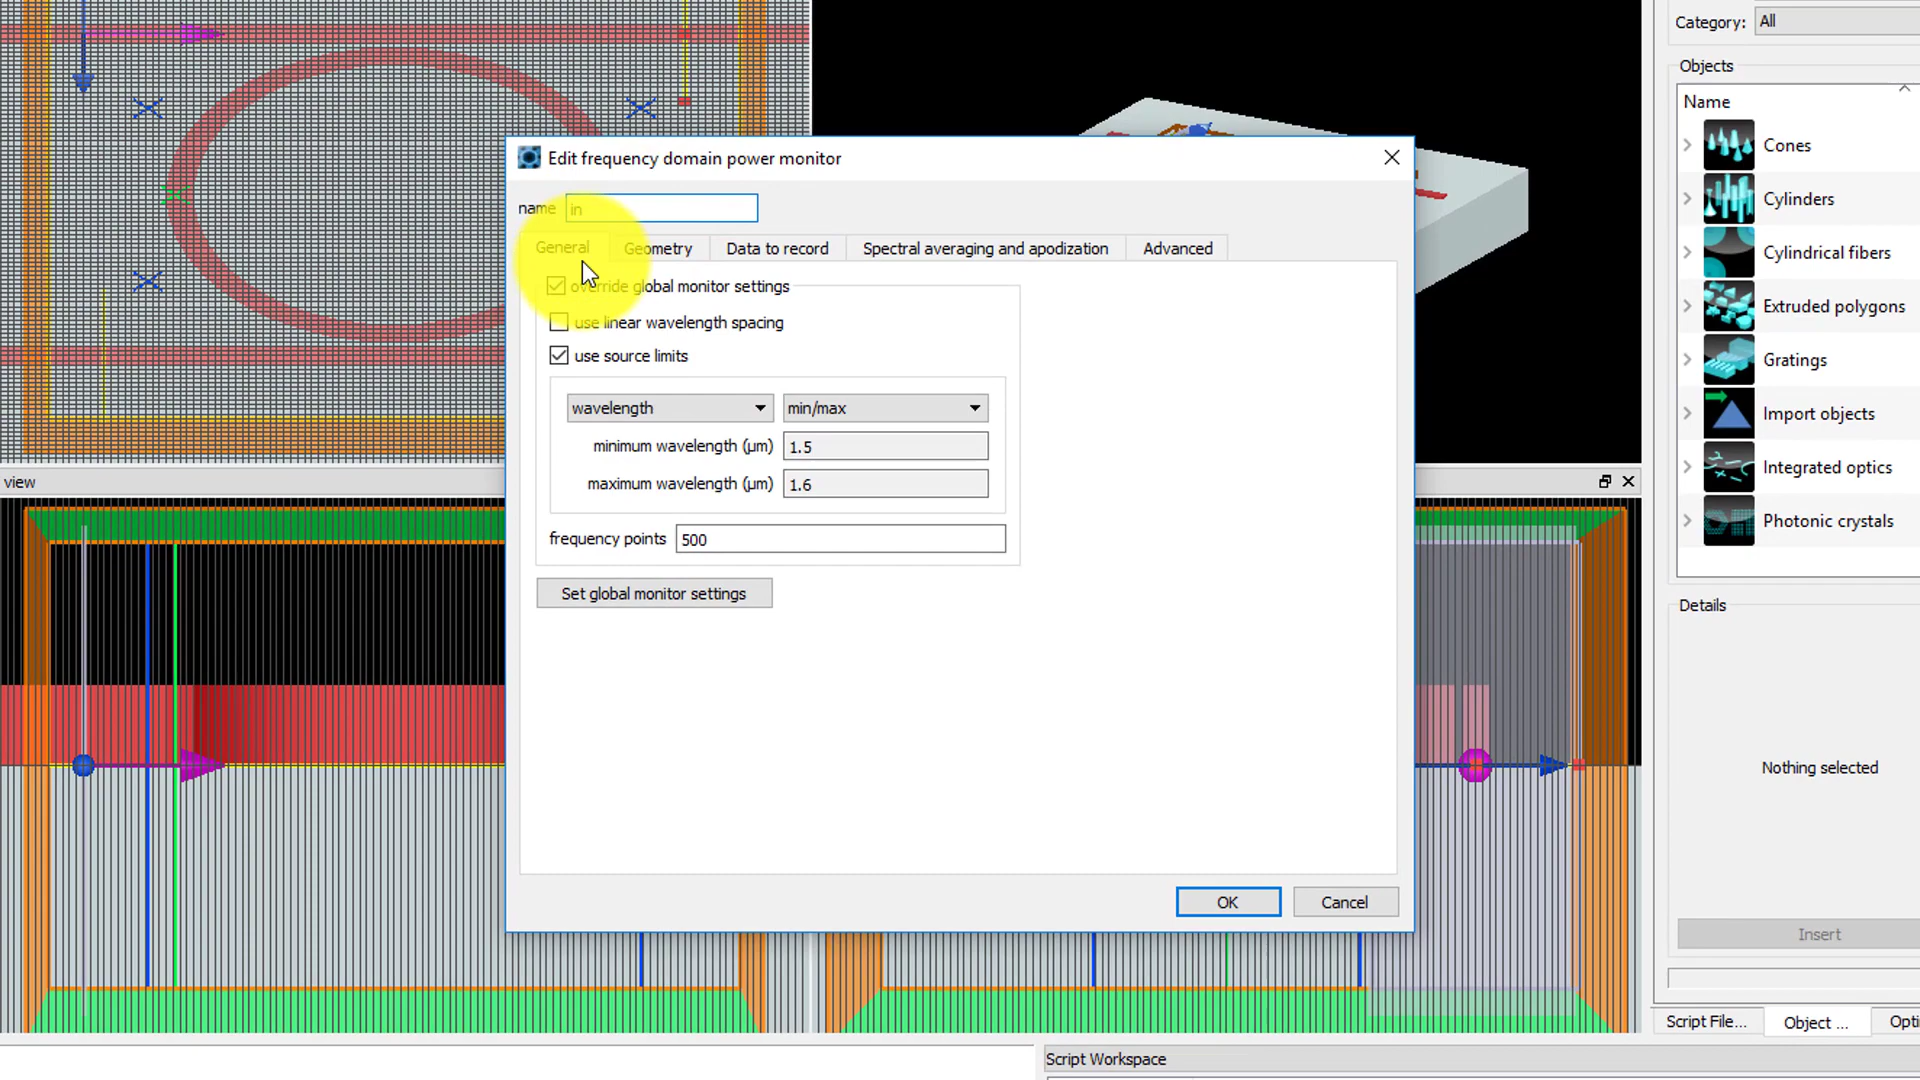 Category: All
Objects
Name
Cones
Cylinders
Cylindrical fibers
Extruded polygons
Gratings
Import objects
Integrated optics
Photonic crystals
Details
Nothing selected
Insert
Script File... Object ... Opti
Script Workspace
view
Edit frequency domain power monitor
name in
General Geometry Data to record Spectral averaging and apodization Advanced
override global monitor settings
use linear wavelength spacing
use source limits
wavelength min/max
minimum wavelength (µm) 1.5
maximum wavelength (µm) 1.6
frequency points 500
Set global monitor settings
OK Cancel